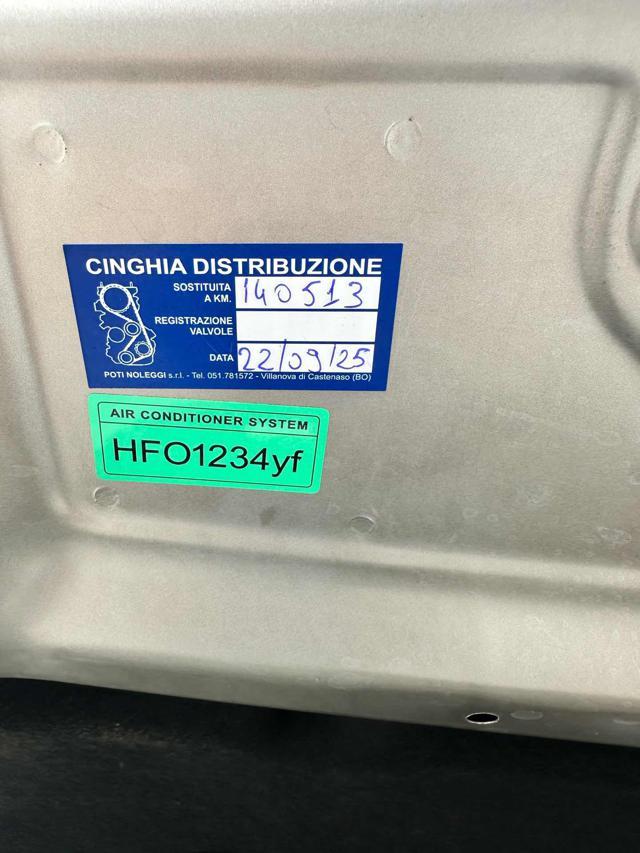 CINGHIA DISTRIBUZIONE
SOSTITUITA
A KM.
140513
REGISTRAZIONE
VALVOLE
DATA
22/09/25
POTI NOLEGGI s.r.l. - Tel. 051.781572 - Villanova di Castenaso (BO)
AIR CONDITIONER SYSTEM
HFO1234yf